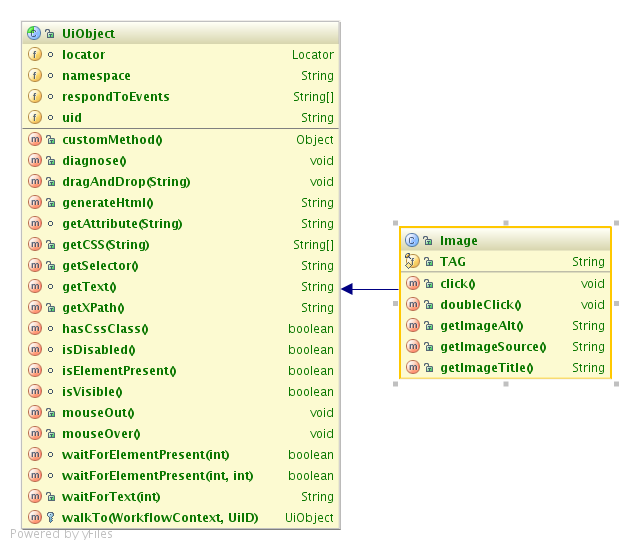 UiObject
locator Locator
namespace String
respondToEvents String[]
uid String
customMethod() Object
diagnose() void
dragAndDrop(String) void
generateHtml() String
getAttribute(String) String
getCSS(String) String[]
getSelector() String
getText() String
getXPath() String
hasCssClass() boolean
isDisabled() boolean
isElementPresent() boolean
isVisible() boolean
mouseOut() void
mouseOver() void
waitForElementPresent(int) boolean
waitForElementPresent(int, int) boolean
waitForText(int) String
walkTo(WorkflowContext, UiID) UiObject
Image
TAG String
click() void
doubleClick() void
getImageAlt() String
getImageSource() String
getImageTitle() String
Powered by yFiles